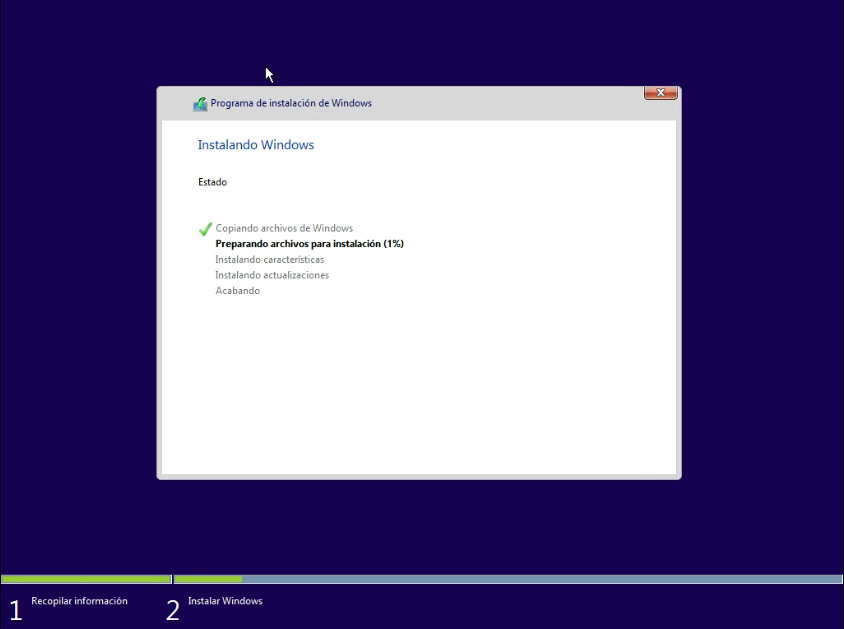 Programa de instalación de Windows
Instalando Windows
Estado
Copiando archivos de Windows
Preparando archivos para instalación (1%)
Instalando características
Instalando actualizaciones
Acabando
1 Recopilar información 2 Instalar Windows